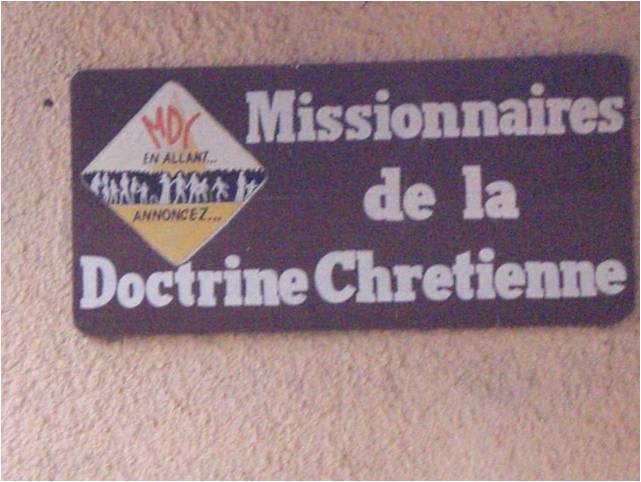 MDC
EN ALLANT...
ANNONCEZ...
Missionnaires
de la
Doctrine Chretienne